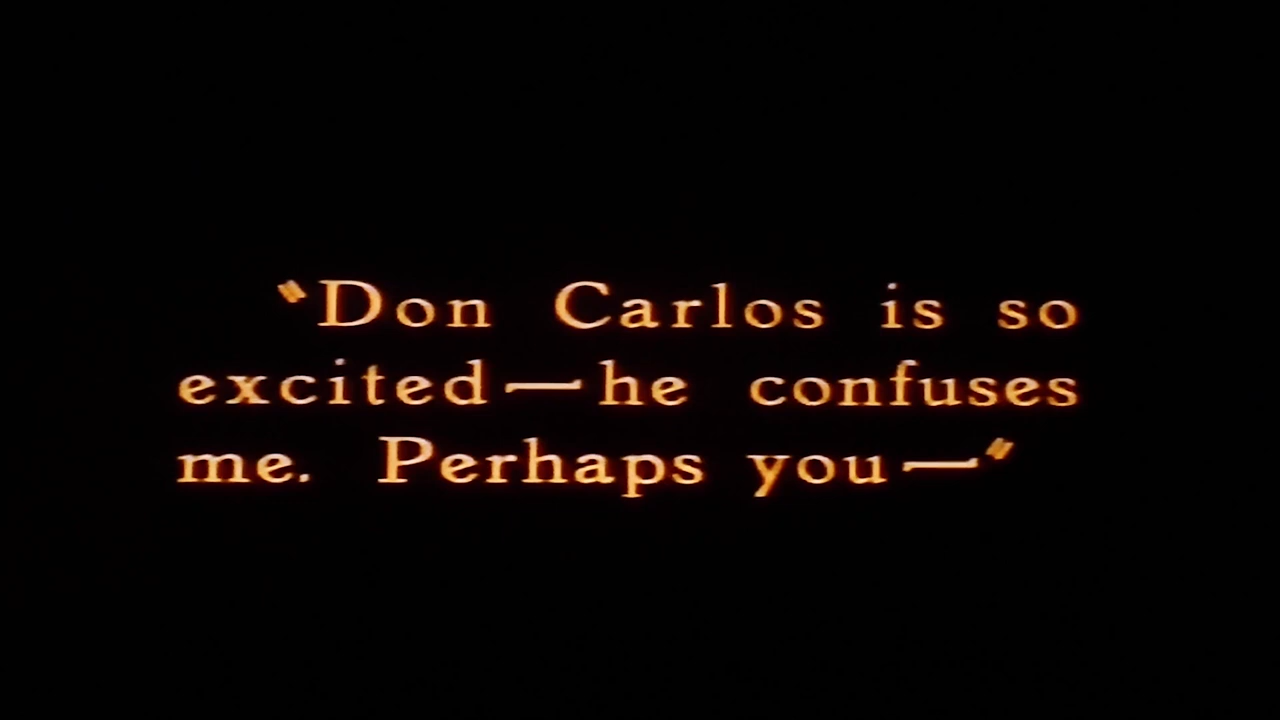 “Don Carlos is so
excited—he confuses
me. Perhaps you—”